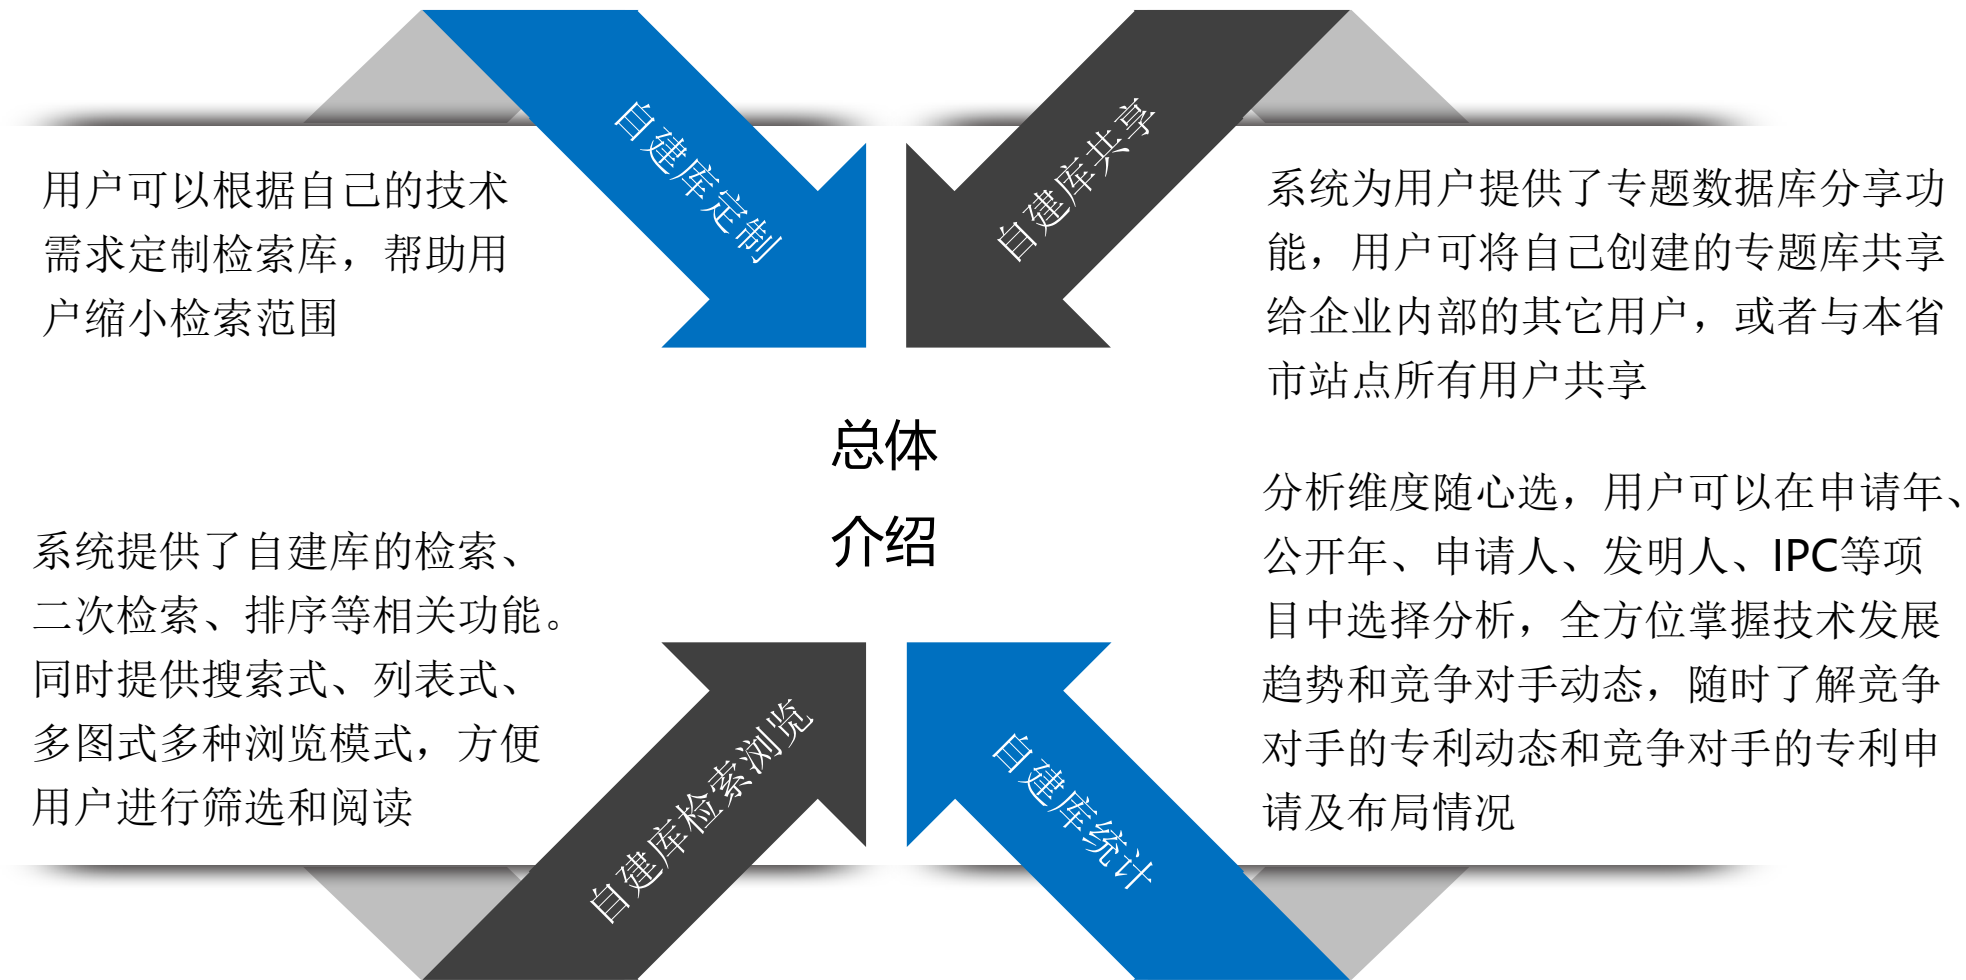 自建库定制
用户可以根据自己的技术
需求定制检索库，帮助用
户缩小检索范围
自建库共享
系统为用户提供了专题数据库分享功
能，用户可将自己创建的专题库共享
给企业内部的其它用户，或者与本省
市站点所有用户共享
总体
介绍
系统提供了自建库的检索、
二次检索、排序等相关功能。
同时提供搜索式、列表式、
多图式多种浏览模式，方便
用户进行筛选和阅读
自建库检索浏览
分析维度随心选，用户可以在申请年、
公开年、申请人、发明人、IPC等项
目中选择分析，全方位掌握技术发展
趋势和竞争对手动态，随时了解竞争
对手的专利动态和竞争对手的专利申
请及布局情况
自建库统计